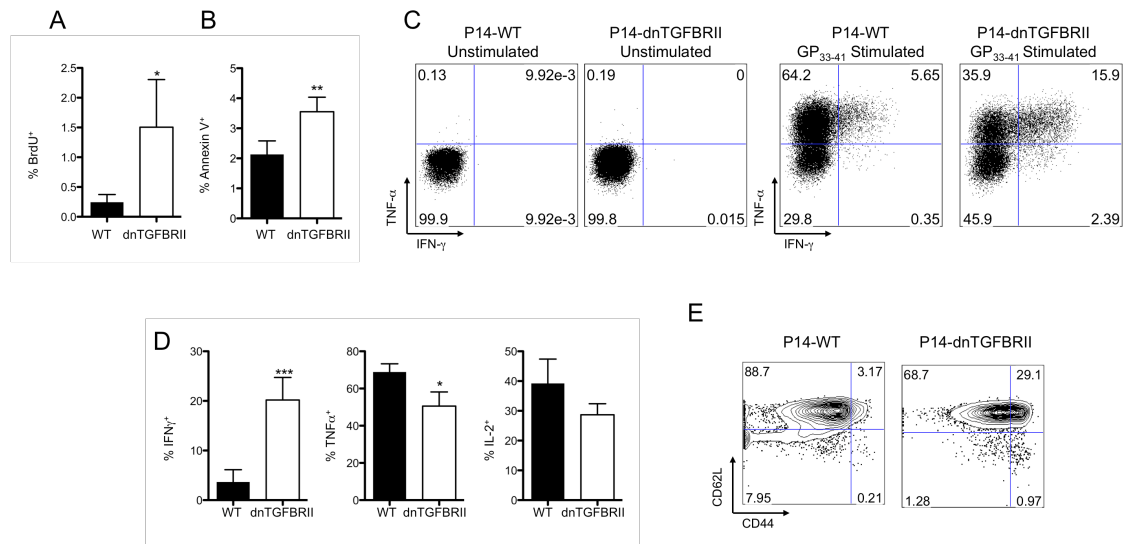 A
B
C
2.5
2.0
1.5
1.0
0.5
0.0
% BrdU⁺
*
WT dnTGFBRII
5
4
3
2
1
0
% Annexin V⁺
**
WT dnTGFBRII
P14-WT
Unstimulated
0.13 9.92e-3
99.9 9.92e-3
TNF-α
IFN-γ
P14-dnTGFBRII
Unstimulated
0.19 0
99.8 0.015
P14-WT
GP₃₃₋₄₁ Stimulated
64.2 5.65
29.8 0.35
TNF-α
IFN-γ
P14-dnTGFBRII
GP₃₃₋₄₁ Stimulated
35.9 15.9
45.9 2.39
D
30
20
10
0
% IFNγ⁺
***
WT dnTGFBRII
80
60
40
20
0
% TNFα⁺
*
WT dnTGFBRII
50
40
30
20
10
0
% IL-2⁺
WT dnTGFBRII
E
P14-WT
88.7 3.17
7.95 0.21
CD62L
CD44
P14-dnTGFBRII
68.7 29.1
1.28 0.97